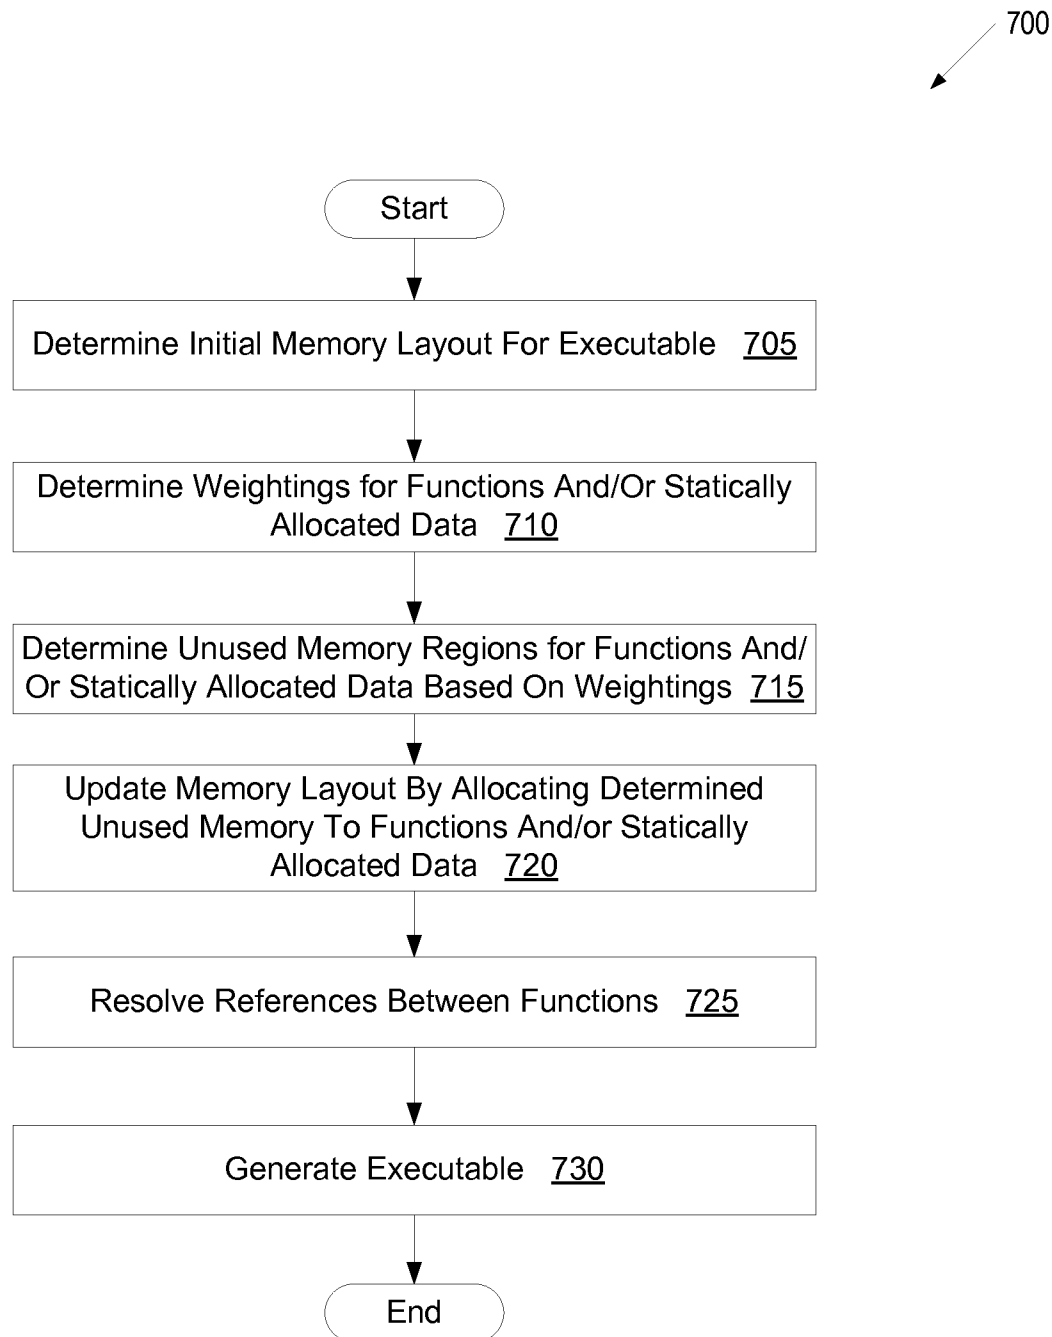 700
Start
Determine Initial Memory Layout For Executable 705
Determine Weightings for Functions And/Or Statically
Allocated Data 710
Determine Unused Memory Regions for Functions And/
Or Statically Allocated Data Based On Weightings 715
Update Memory Layout By Allocating Determined
Unused Memory To Functions And/or Statically
Allocated Data 720
Resolve References Between Functions 725
Generate Executable 730
End